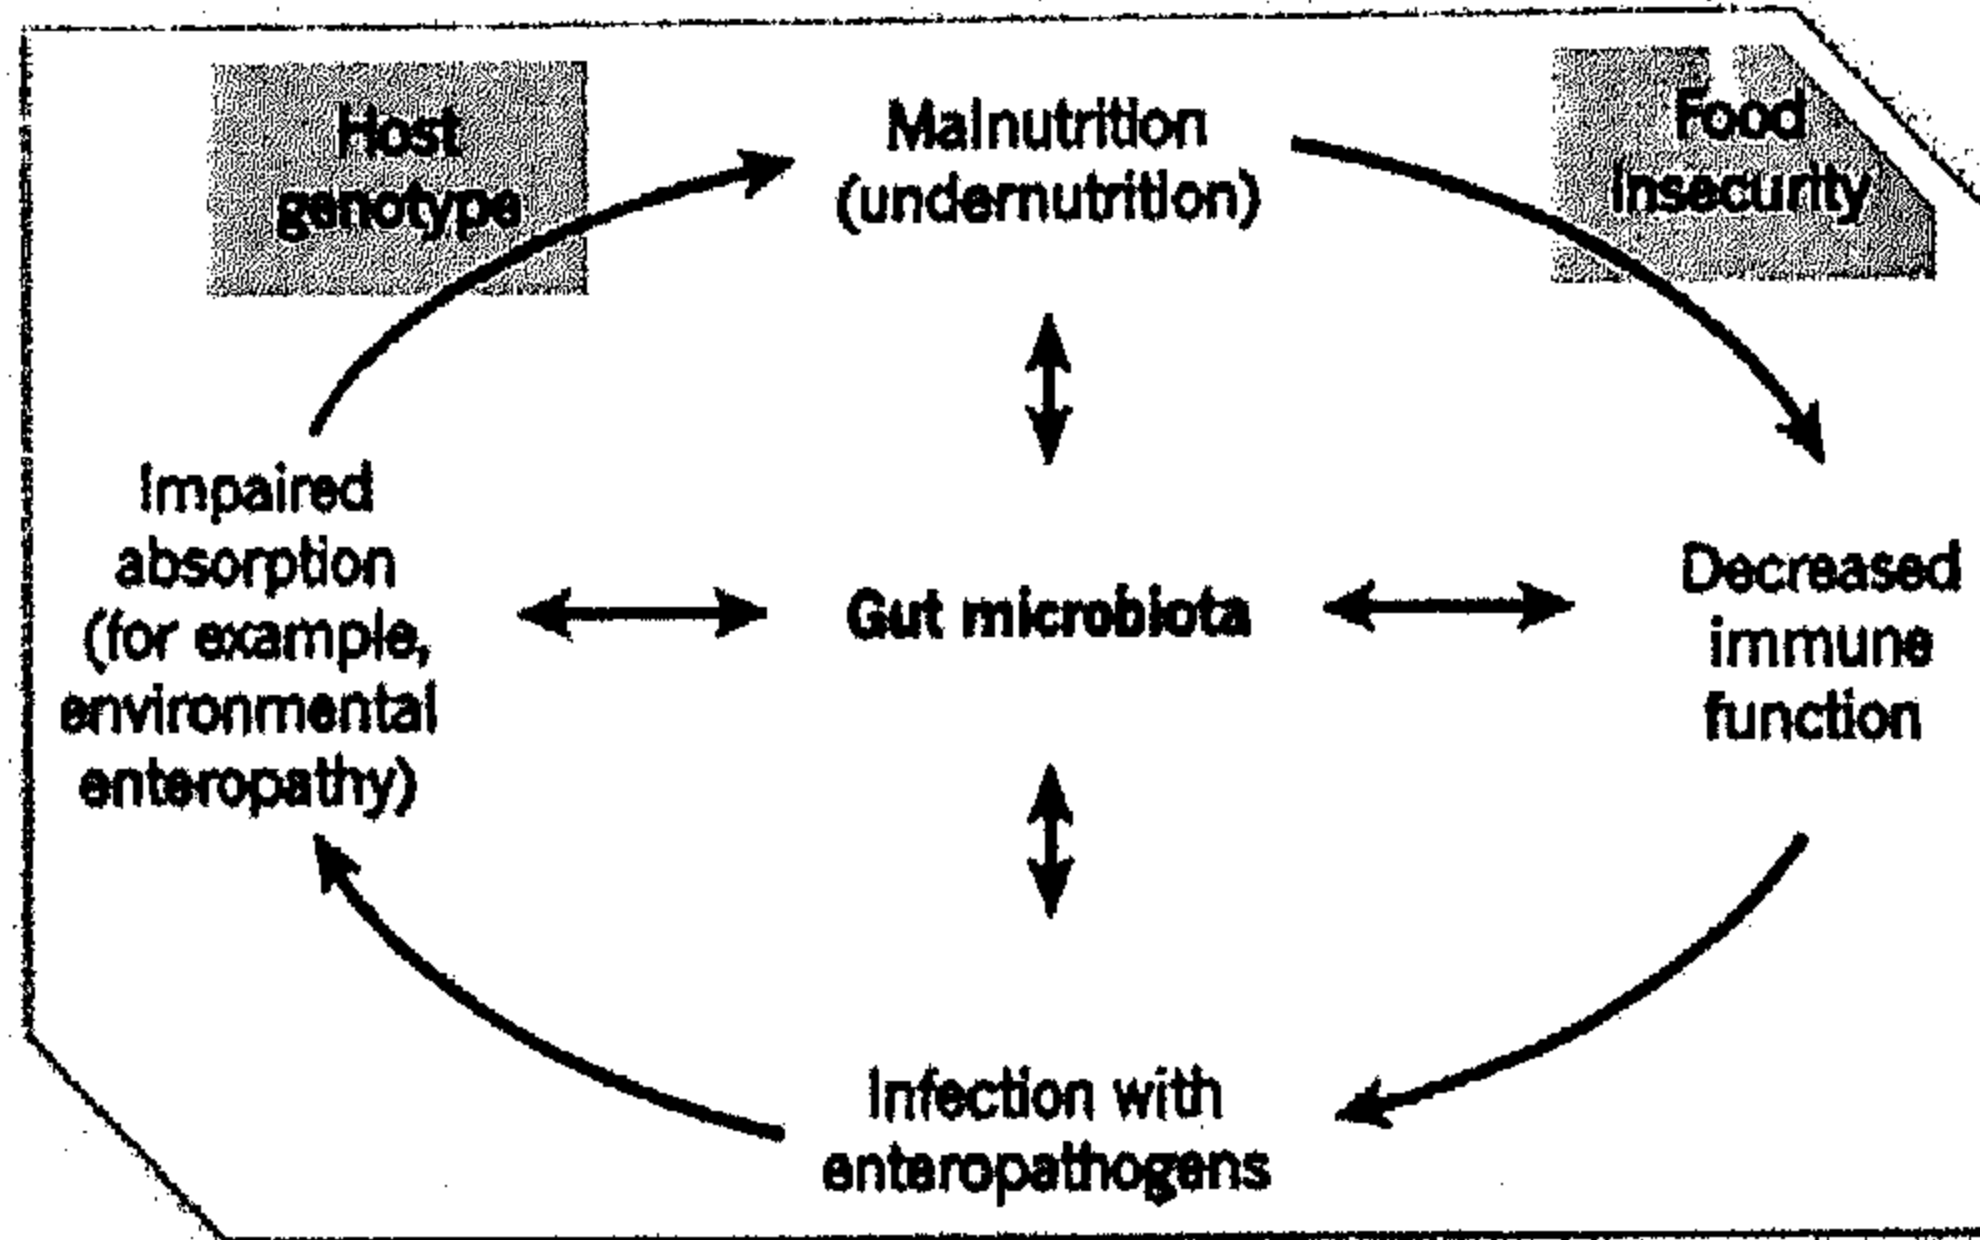 Host
genotype
Malnutrition
(undernutrition)
Food
insecurity
Impaired
absorption
(for example,
environmental
enteropathy)
Gut microbiota
Decreased
immune
function
Infection with
enteropathogens